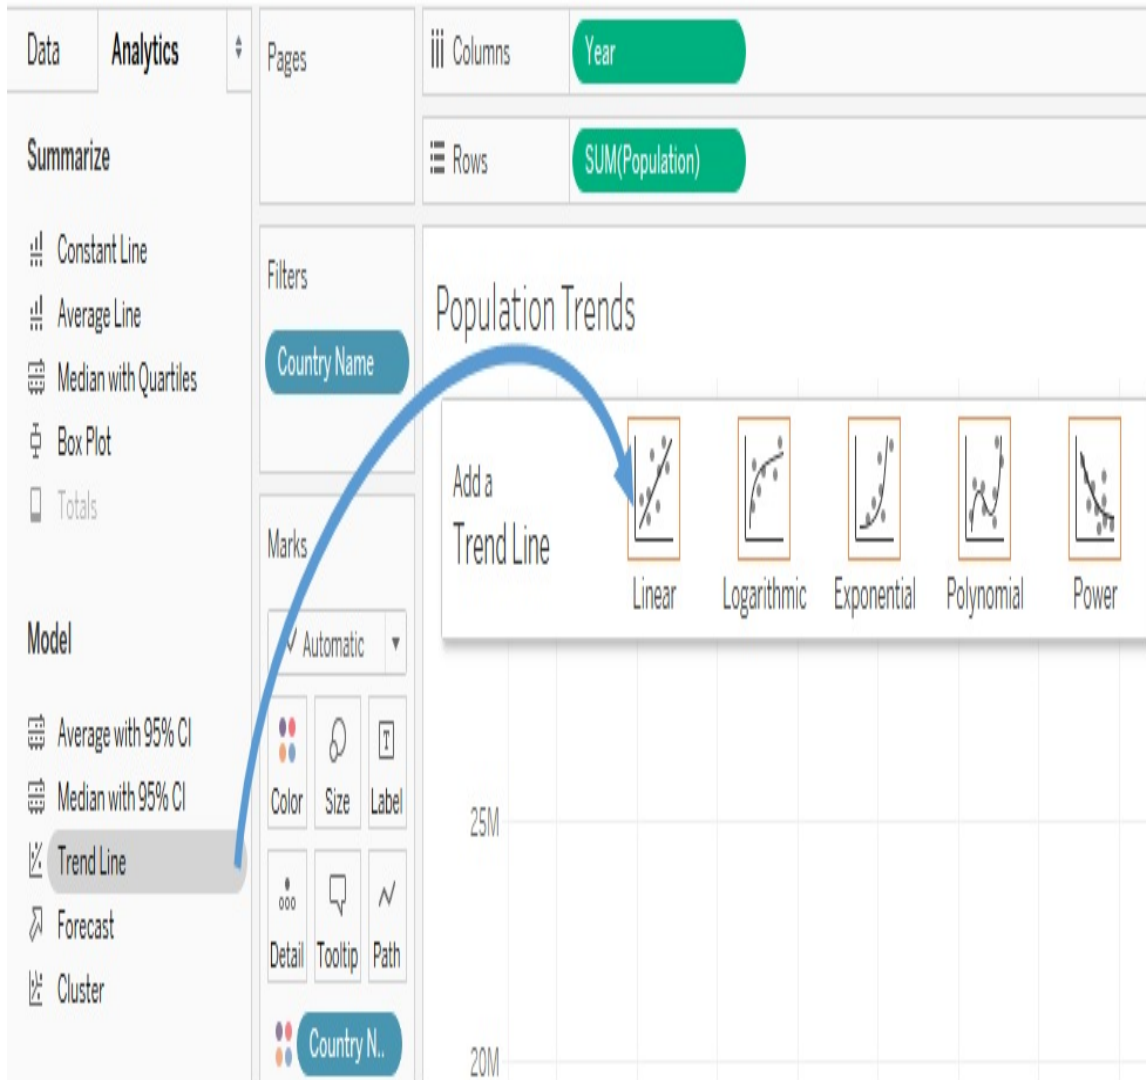 Data
Analytics
Summarize
Constant Line
Average Line
Median with Quartiles
Box Plot
Totals
Model
Average with 95% CI
Median with 95% CI
Trend Line
Forecast
Cluster
Pages
Filters
Country Name
Marks
Automatic
Color
Size
T
Label
Detail
Tooltip
Path
Country N..
Columns
Year
Rows
SUM(Population)
Population Trends
Add a
Trend Line
Linear
Logarithmic
Exponential
Polynomial
Power
25M
20M